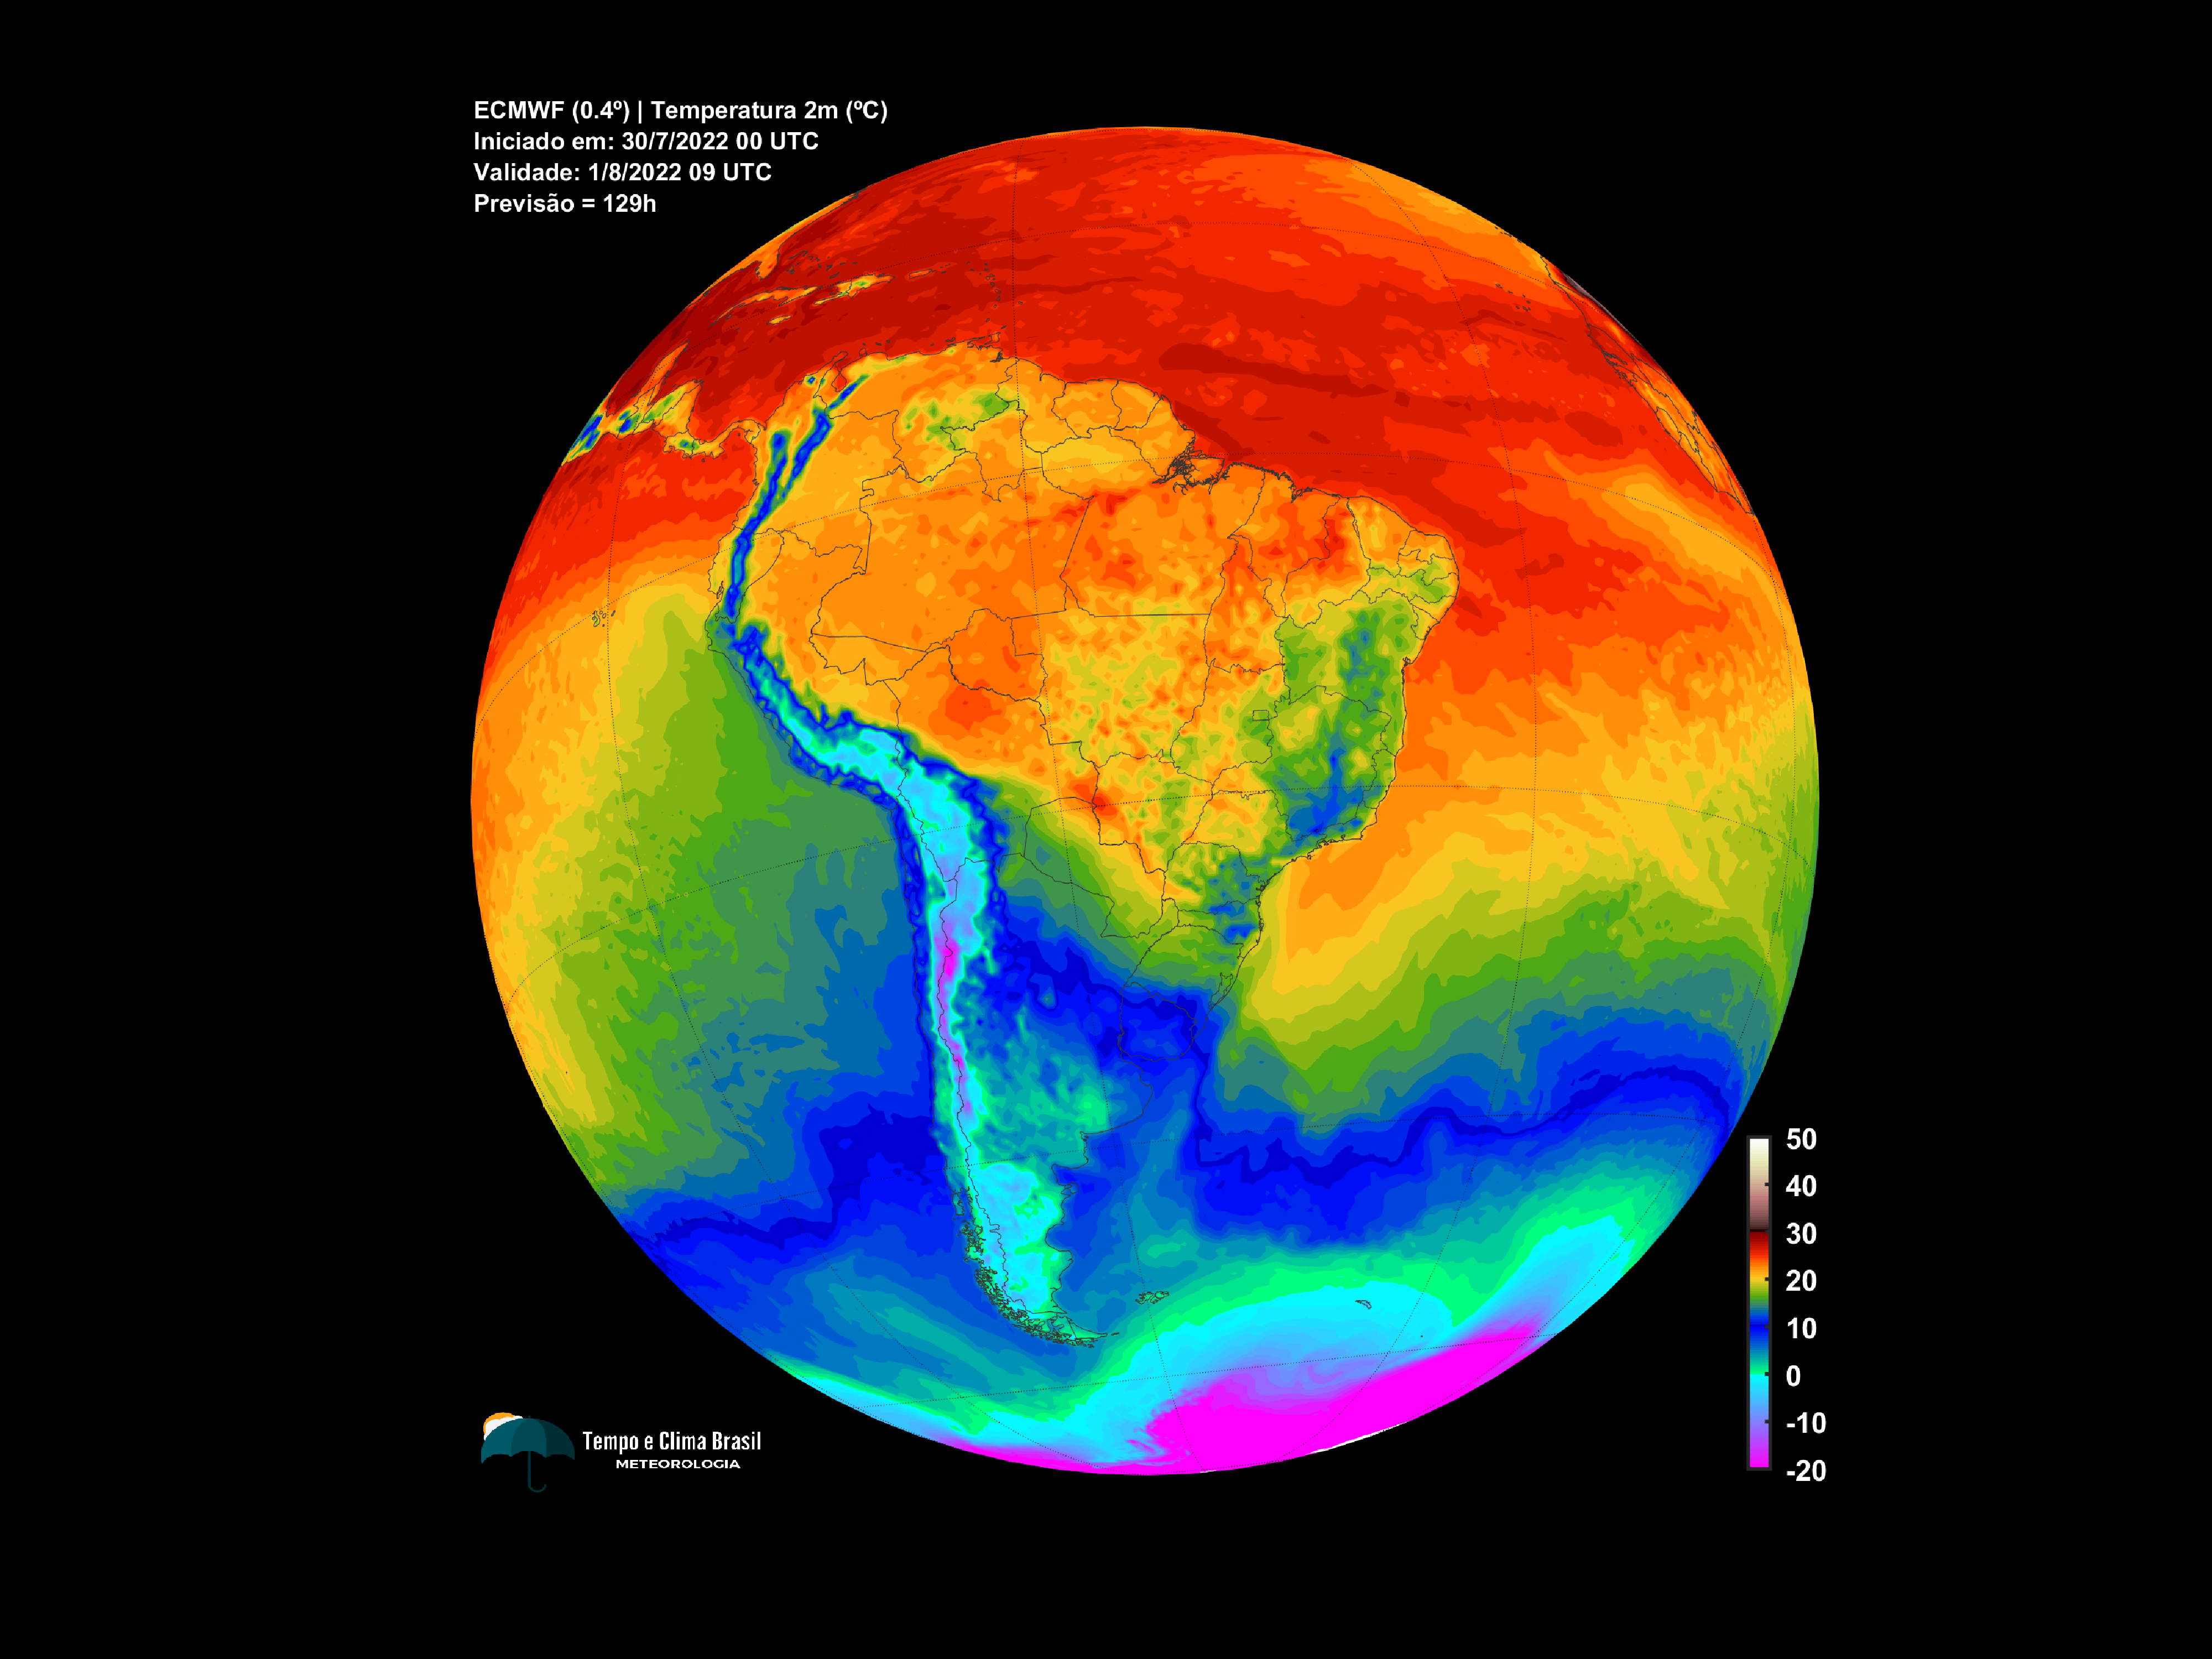 ECMWF (0.4º) | Temperatura 2m (ºC)
Iniciado em: 30/7/2022 00 UTC
Validade: 1/8/2022 09 UTC
Previsão = 129h
50
40
30
20
10
0
-10
-20
Tempo e Clima Brasil
METEOROLOGIA